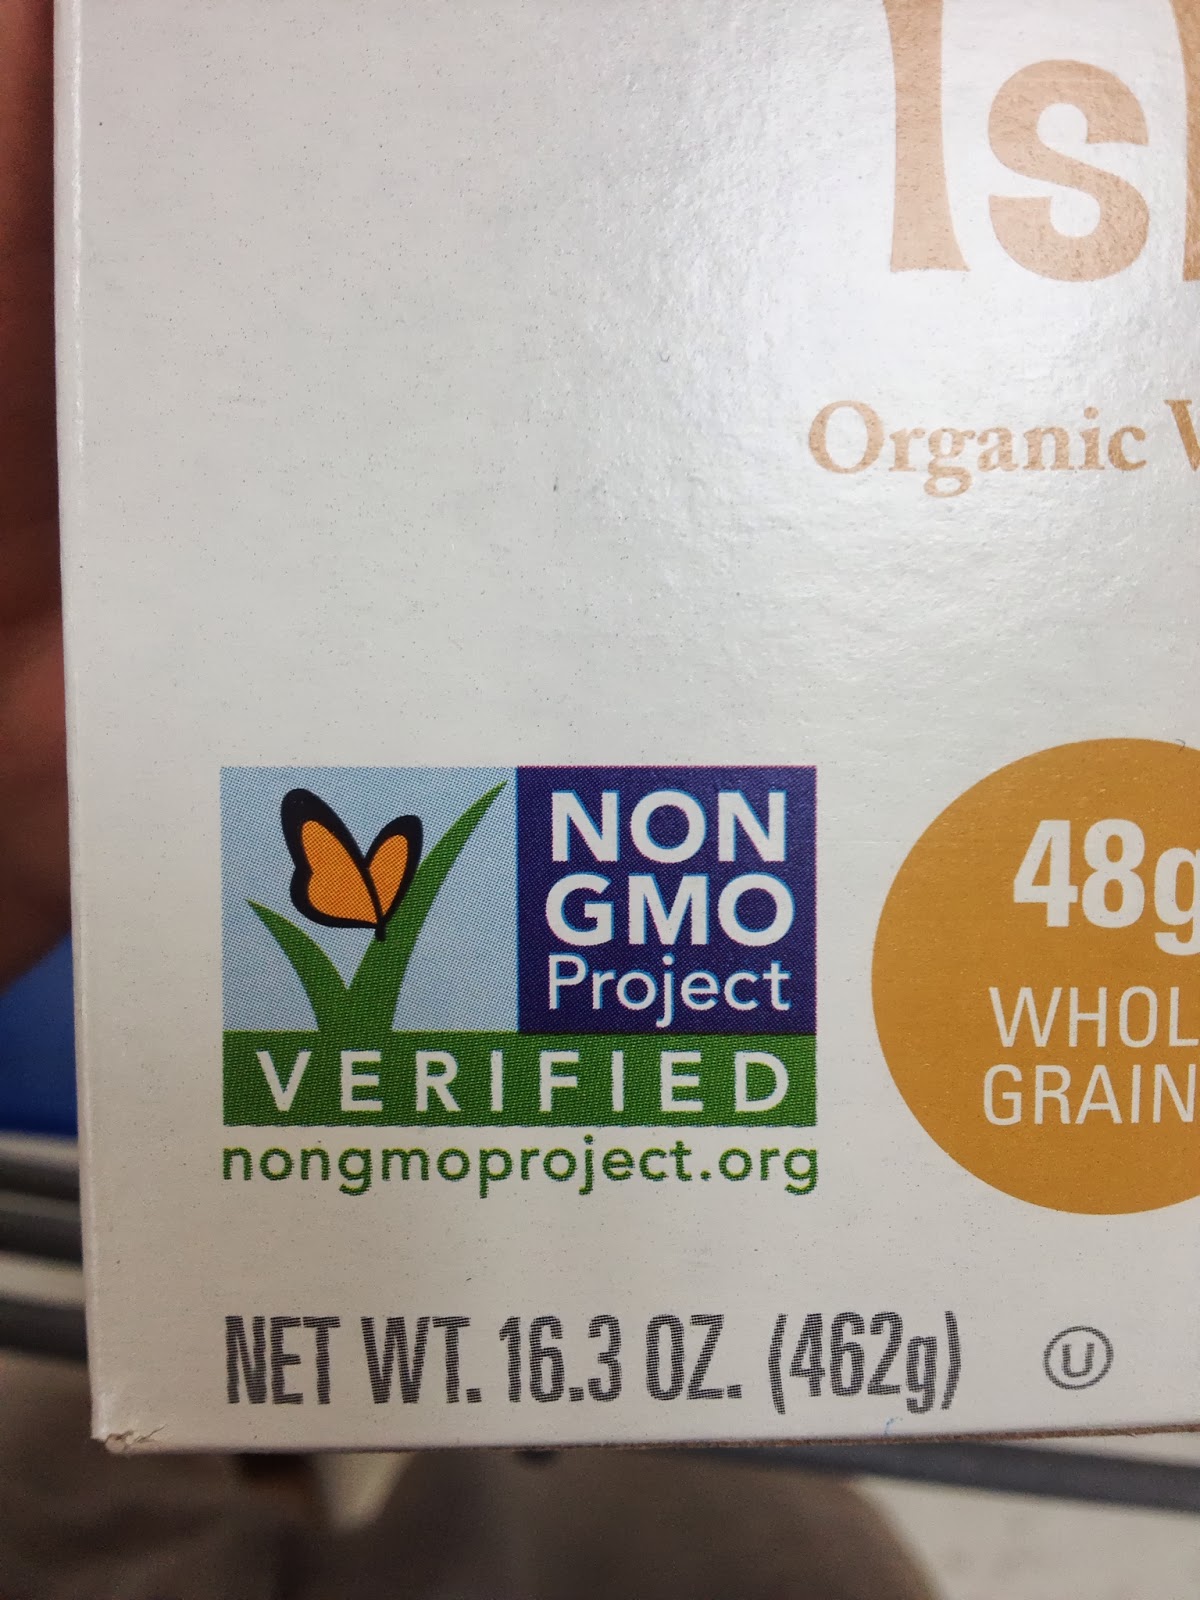 Organic
NON
GMO
Project
VERIFIED
nongmoproject.org
48g
WHOL
GRAIN
NET WT. 16.3 OZ. (462g)
U